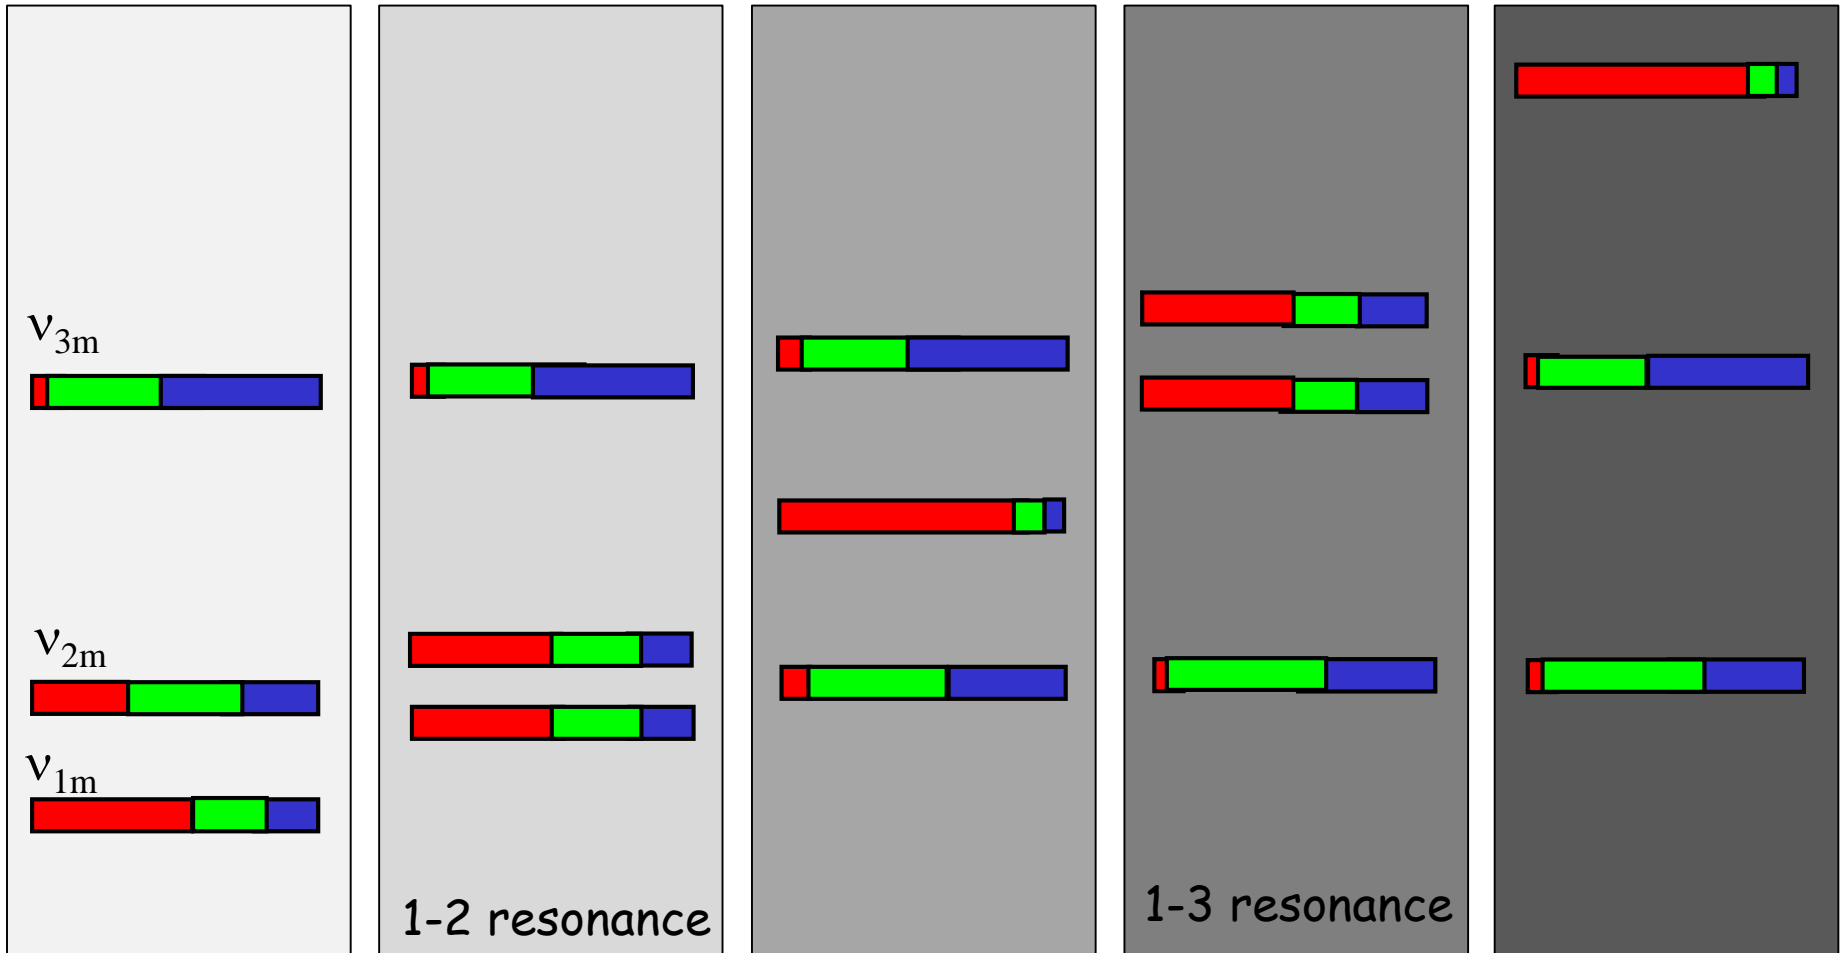 ν3m
ν2m
ν1m
1-2 resonance
1-3 resonance